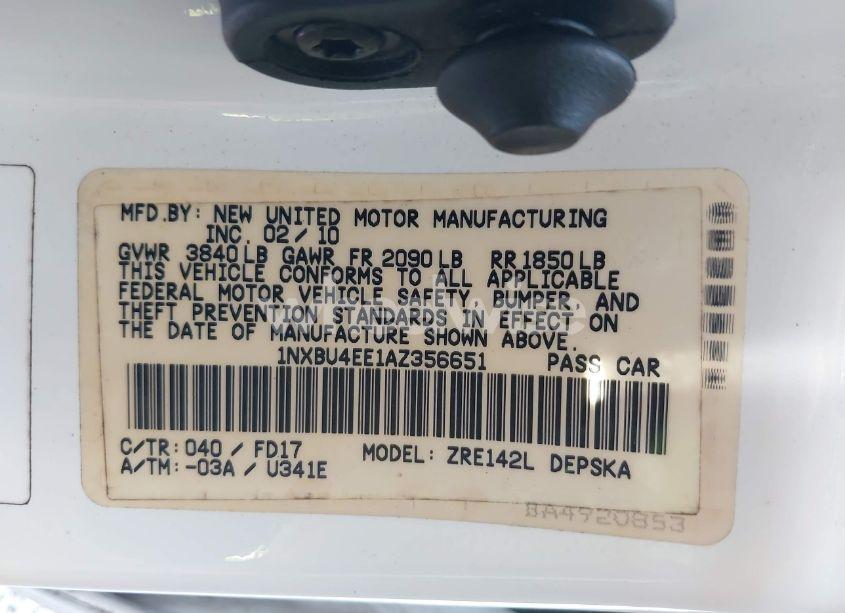 MFD.BY: NEW UNITED MOTOR MANUFACTURING
INC. 02/10
GVWR 3840LB GAWR FR 2090LB RR1850LB
THIS VEHICLE CONFORMS TO ALL APPLICABLE
FEDERAL MOTOR VEHICLE SAFETY, BUMPER, AND
THEFT PREVENTION STANDARDS IN EFFECT ON
THE DATE OF MANUFACTURE SHOWN ABOVE.
1NXBU4EE1AZ356651 PASS CAR
C/TR: 040 / FD17 MODEL: ZRE142L DEPSKA
A/TM: -03A / U341E
BA4920853